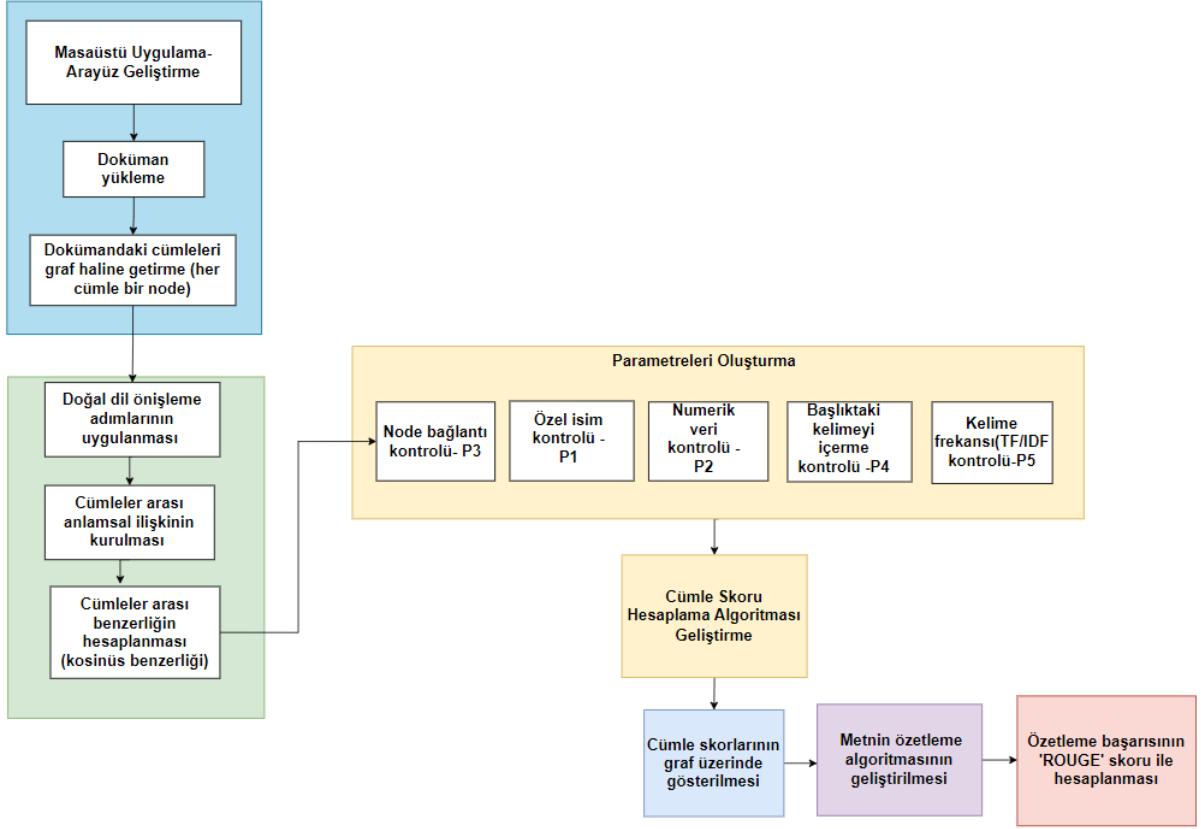 Masaüstü Uygulama-
Arayüz Geliştirme
Doküman
yükleme
Dokümandaki cümleleri
graf haline getirme (her
cümle bir node)
Doğal dil önişleme
adımlarının
uygulanması
Cümleler arası
anlamsal ilişkinin
kurulması
Cümleler arası
benzerliğin
hesaplanması
(kosinüs benzerliği)
Parametreleri Oluşturma
Node bağlantı
kontrolü- P3
Özel isim
kontrolü -
P1
Numerik
veri
kontrolü -
P2
Başlıktaki
kelimeyi
içerme
kontrolü -P4
Kelime
frekansı(TF/IDF
kontrolü-P5
Cümle Skoru
Hesaplama Algoritması
Geliştirme
Cümle skorlarının
graf üzerinde
gösterilmesi
Metnin özetleme
algoritmasının
geliştirilmesi
Özetleme başarısının
'ROUGE' skoru ile
hesaplanması